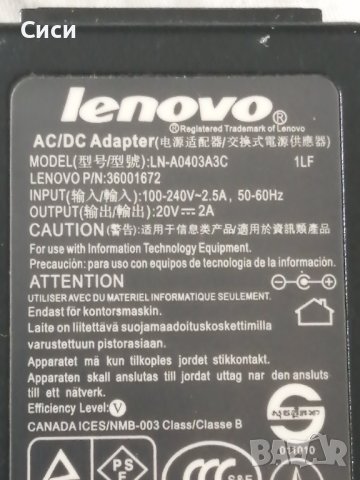 Сиси
lenovo®
®Registered Trademark of Lenovo
AC/DC Adapter(电源适配器/交換式電源供應器)
MODEL(型号/型號):LN-A0403A3C 1LF
LENOVO P/N:36001672
INPUT(输入/輸入):100-240V~2.5A, 50-60Hz
OUTPUT(输出/輸出):20V⎓2A
CAUTION(警告):适用于信息类产品/適用於資訊類產品
For use with Information Technology Equipment.
Precaución: para uso con equipos de tecnología de la información.
ATTENTION
UTILISER AVEC DU MATERIEL INFORMATIQUE SEULEMENT.
Endast för kontorsmaskin.
Laite on liitettävä suojamaadoituskoskettimilla
varustettuun pistorasiaan.
Apparatet må kun tilkoples jordet stikkontakt.
Apparaten skall anslutas till jordat uttag nar den ansluts
till ett nätverk.
Efficiency Level:Ⓥ
CANADA ICES/NMB-003 Class/Classe B
011010
PS
E
CCC
S&E
BAZAR